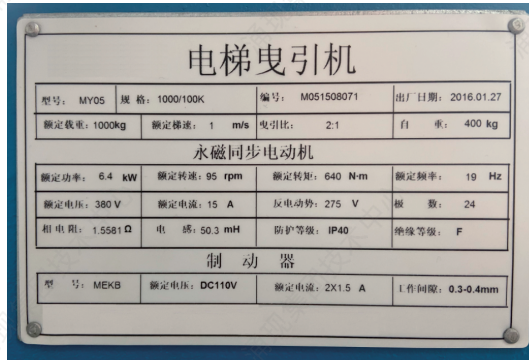 电梯曳引机
型号: MY05 规格: 1000/100K 编号: M051508071 出厂日期: 2016.01.27
额定载重: 1000kg 额定梯速: 1 m/s 曳引比: 2:1 自重: 400 kg
永磁同步电动机
额定功率: 6.4 kW 额定转速: 95 rpm 额定转矩: 640 N·m 额定频率: 19 Hz
额定电压: 380 V 额定电流: 15 A 反电动势: 275 V 极数: 24
相电阻: 1.5581 Ω 电感: 50.3 mH 防护等级: IP40 绝缘等级: F
制动器
型号: MEKB 额定电压: DC110V 额定电流: 2X1.5 A 工作间隙: 0.3-0.4mm